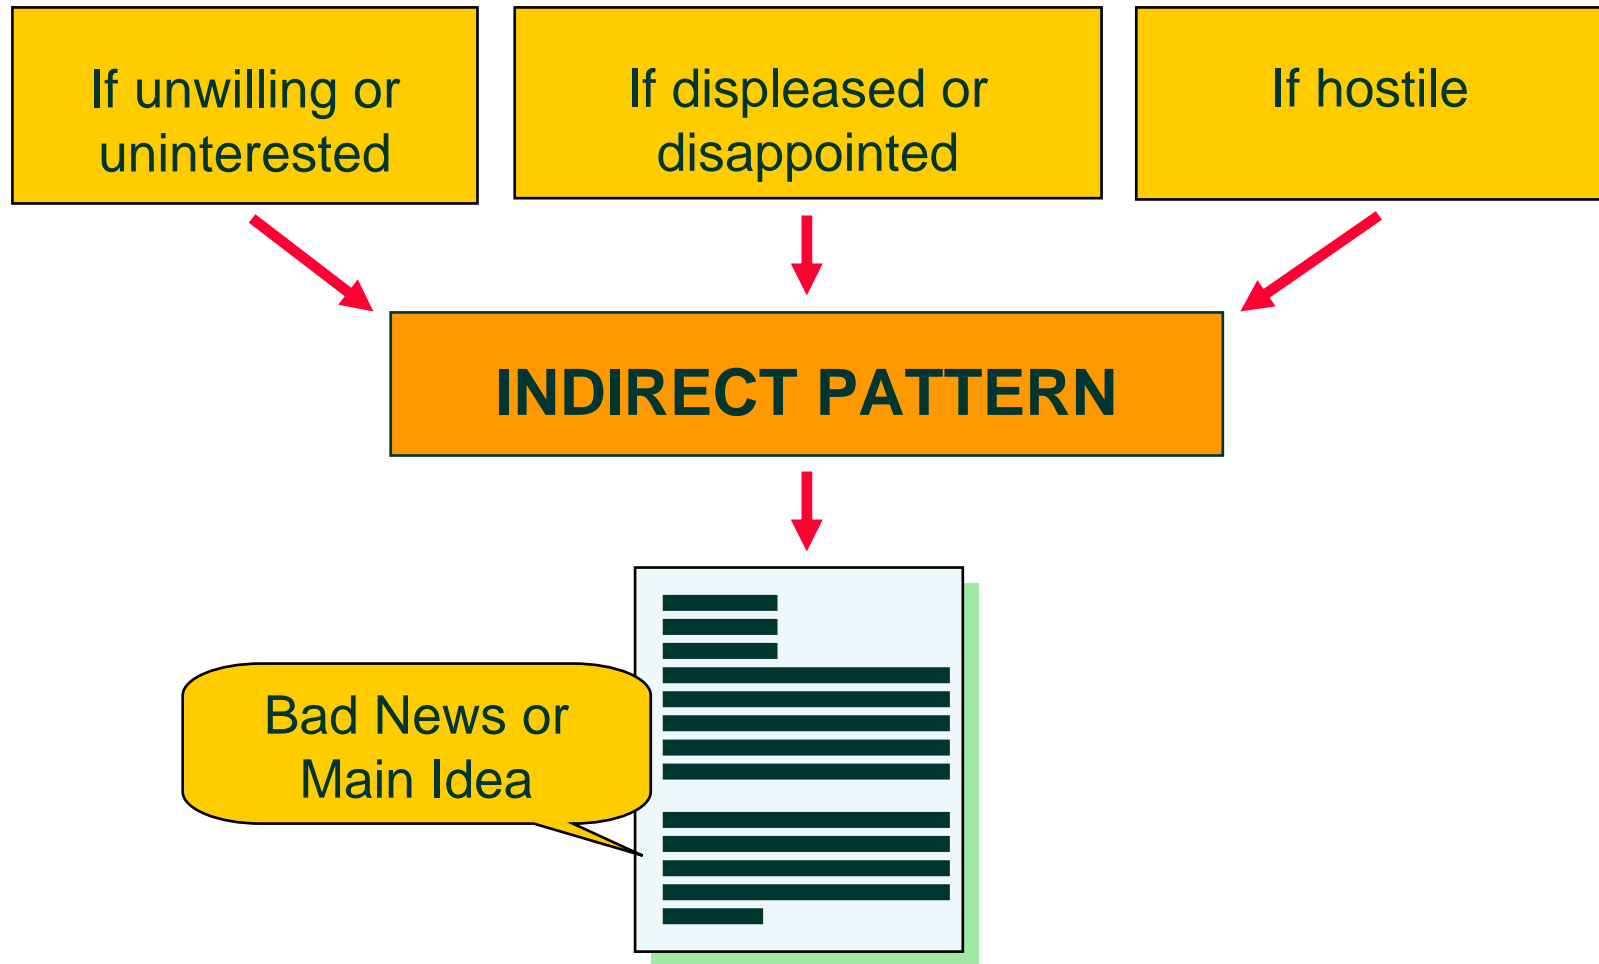 If unwilling or
uninterested
If displeased or
disappointed
If hostile
INDIRECT PATTERN
Bad News or
Main Idea